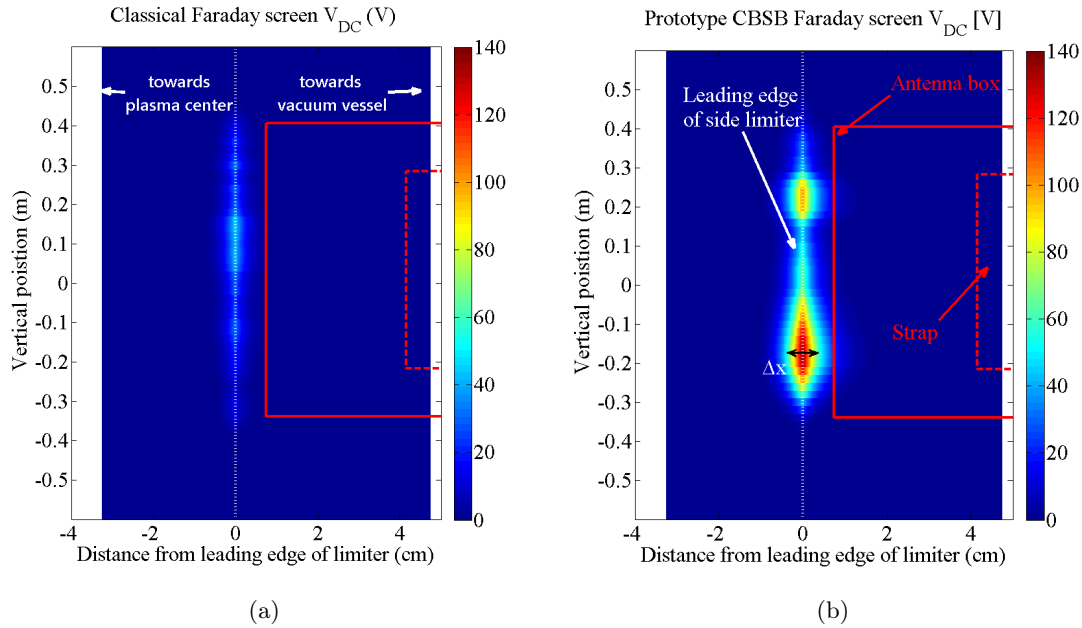 Classical Faraday screen V_DC (V)
towards plasma center
towards vacuum vessel
0.5
0.4
0.3
0.2
0.1
0
-0.1
-0.2
-0.3
-0.4
-0.5
Vertical poistion (m)
-4 -2 0 2 4
Distance from leading edge of limiter (cm)
140
120
100
80
60
40
20
0
(a)
Prototype CBSB Faraday screen V_DC [V]
Leading edge
of side limiter
Antenna box
Strap
Δx
0.5
0.4
0.3
0.2
0.1
0
-0.1
-0.2
-0.3
-0.4
-0.5
Vertical poistion (m)
-4 -2 0 2 4
Distance from leading edge of limiter (cm)
140
120
100
80
60
40
20
0
(b)